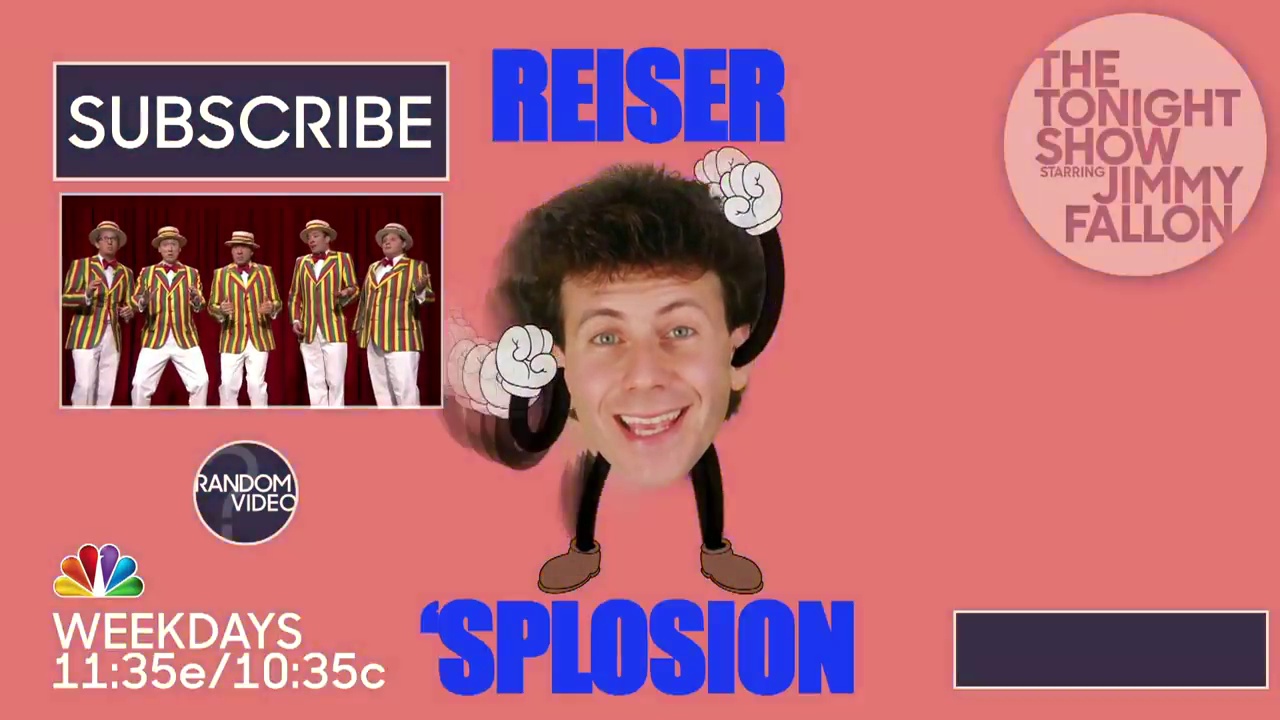 REISER
SUBSCRIBE
THE
TONIGHT
SHOW
STARRING
JIMMY
FALLON
RANDOM
VIDEO
WEEKDAYS
11:35e/10:35c
‘SPLOSION